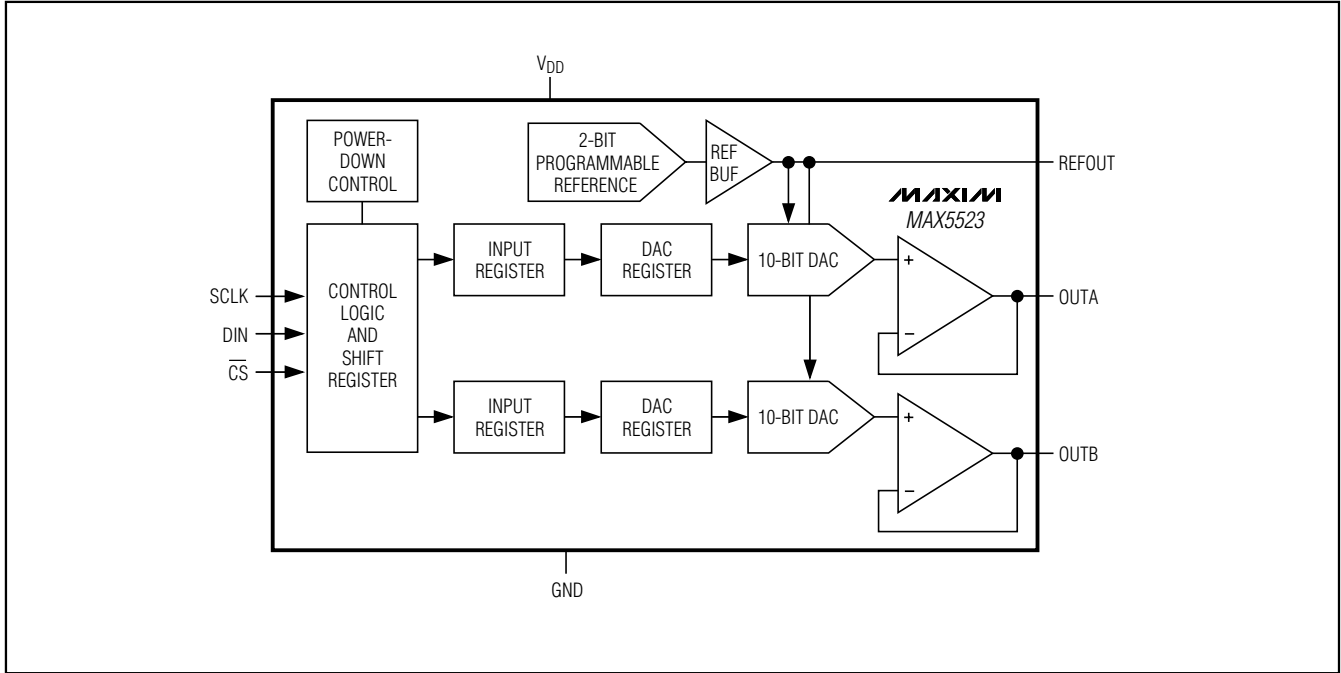 VDD
POWER-
DOWN
CONTROL
2-BIT
PROGRAMMABLE
REFERENCE
REF
BUF
REFOUT
MAXIM
MAX5523
CONTROL
LOGIC
AND
SHIFT
REGISTER
INPUT
REGISTER
DAC
REGISTER
10-BIT DAC
+
−
OUTA
SCLK
DIN
CS
INPUT
REGISTER
DAC
REGISTER
10-BIT DAC
+
−
OUTB
GND